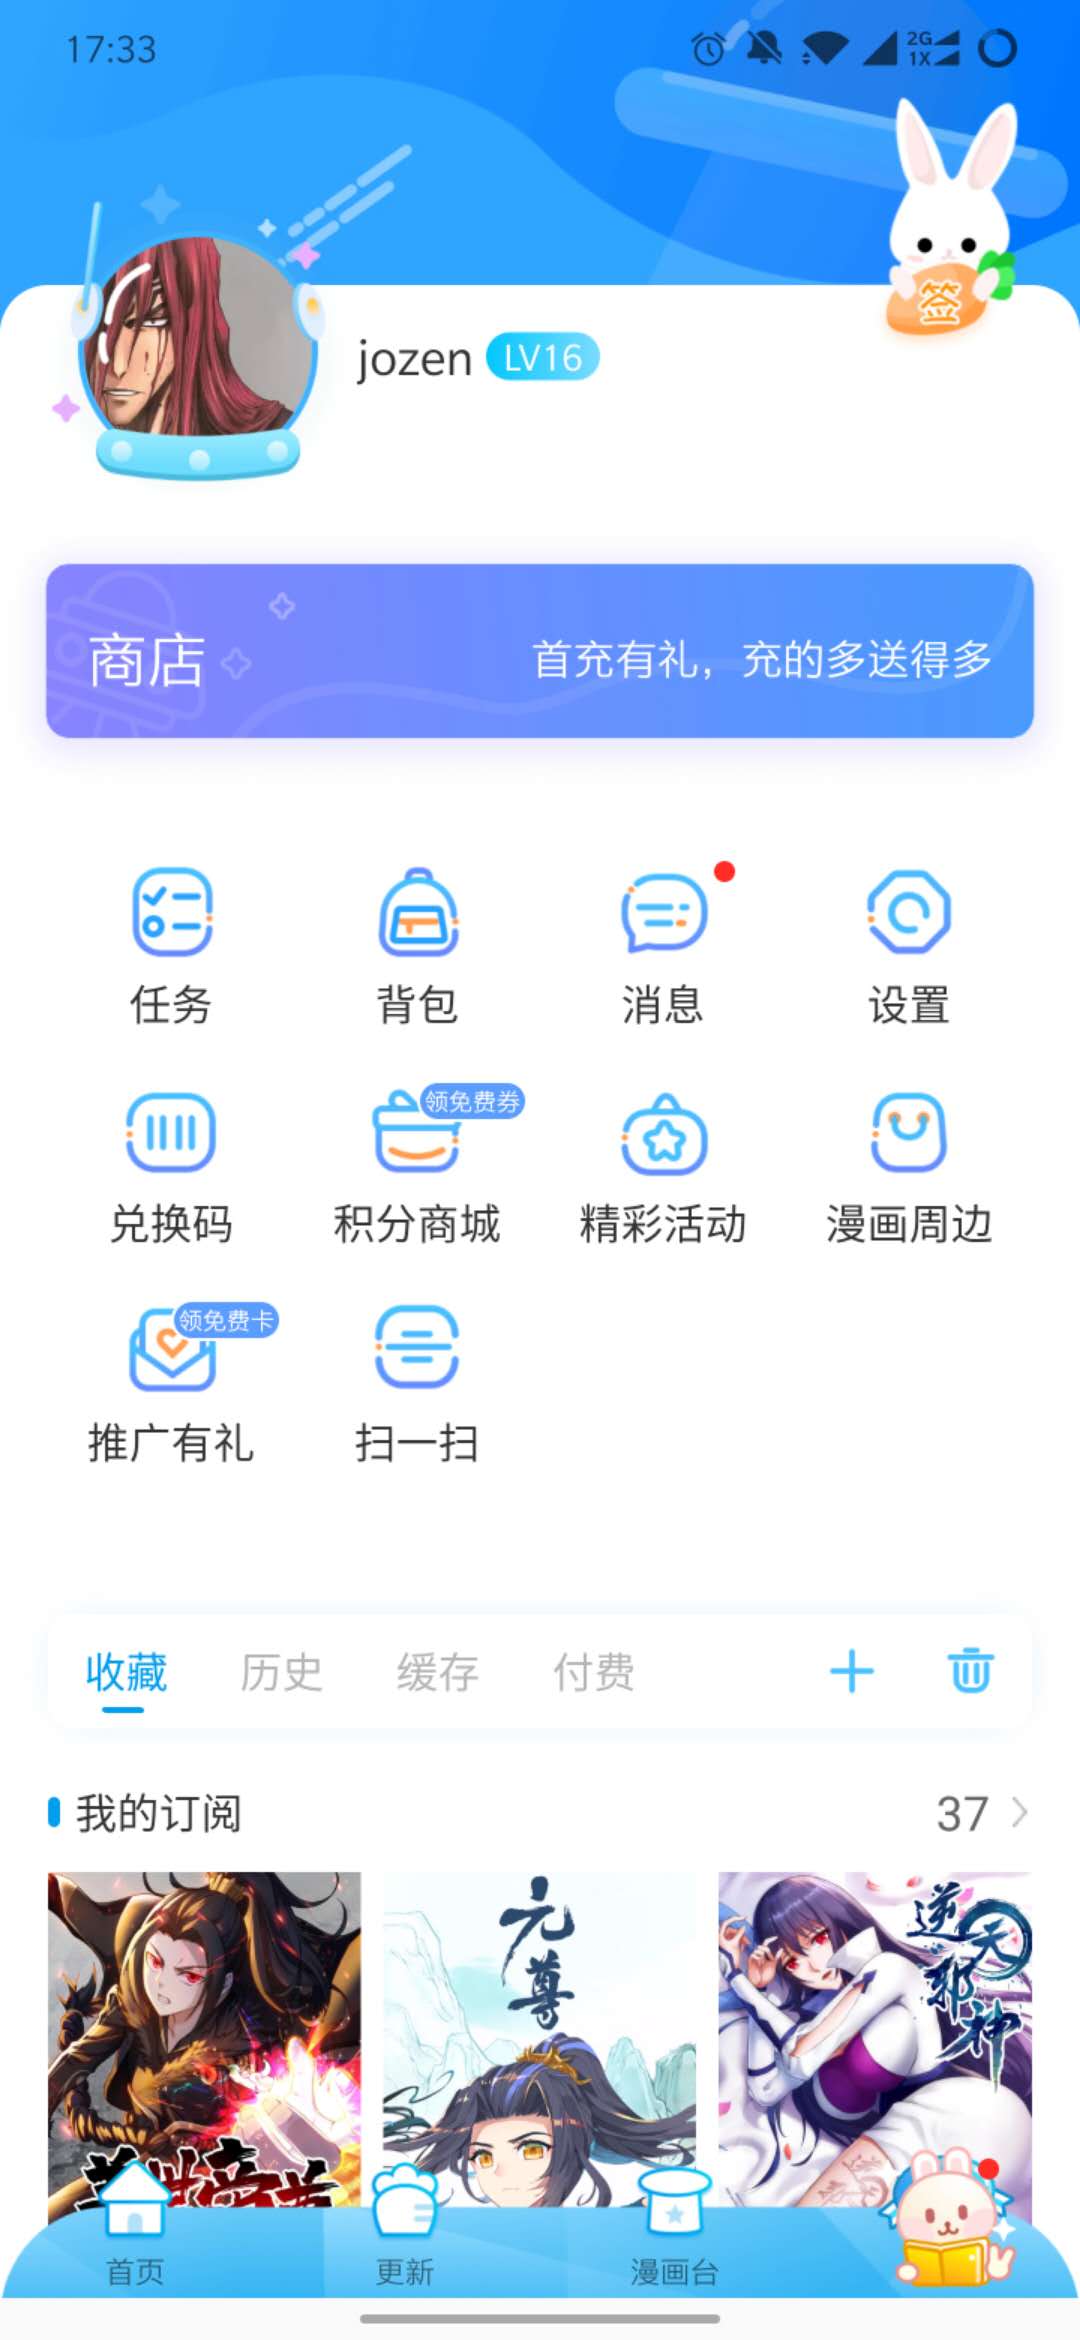 17:33
2G
1X
签
jozen LV16
商店 首充有礼，充的多送得多
任务 背包 消息 设置
领免费券
兑换码 积分商城 精彩活动 漫画周边
领免费卡
推广有礼 扫一扫
收藏 历史 缓存 付费
我的订阅 37
元尊
逆天邪神
首页 更新 漫画台